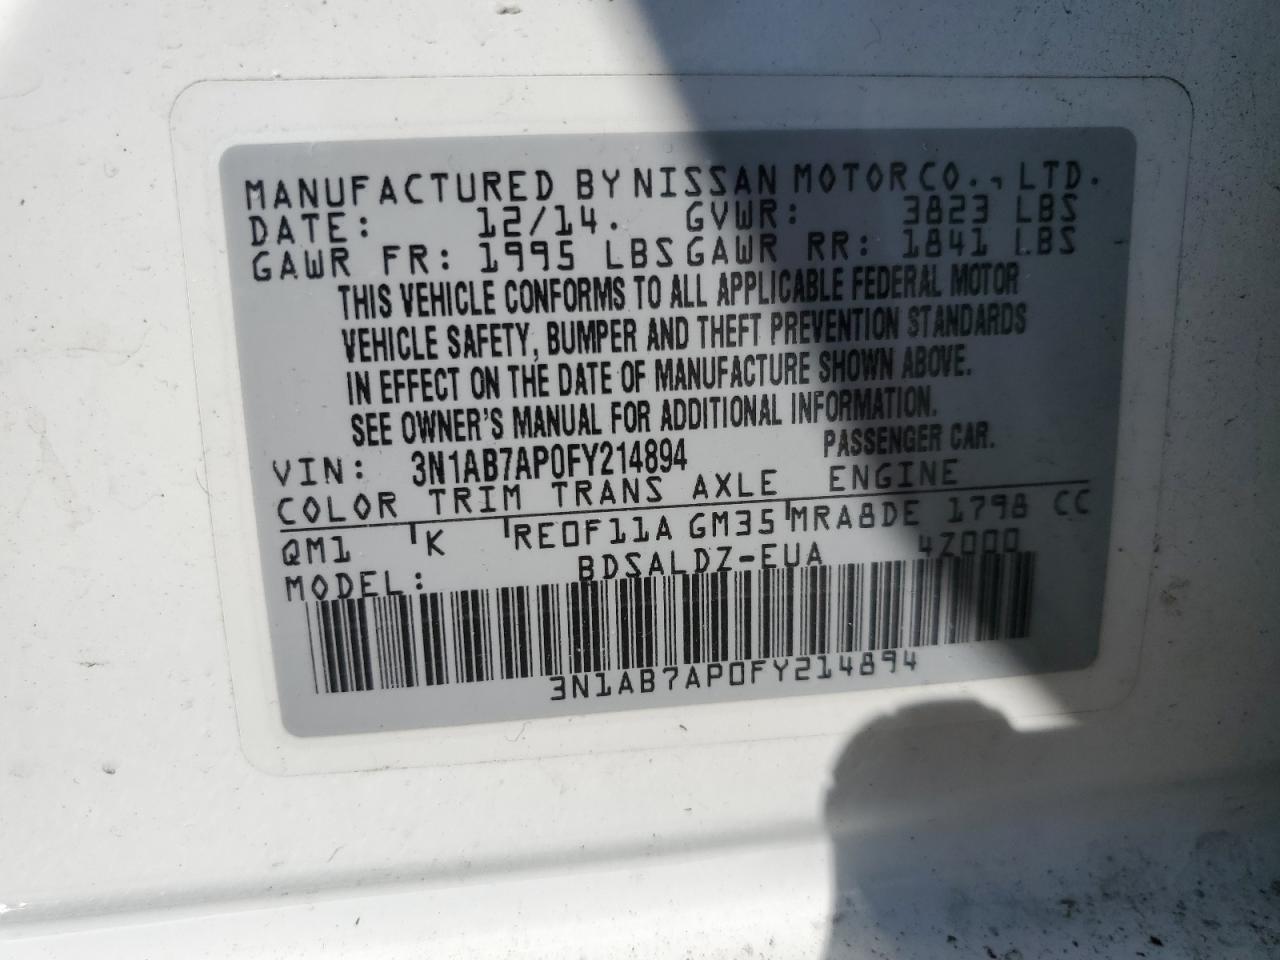 MANUFACTURED BY NISSAN MOTOR CO., LTD.
DATE: 12/14. GVWR: 3823 LBS
GAWR FR: 1995 LBS GAWR RR: 1841 LBS
THIS VEHICLE CONFORMS TO ALL APPLICABLE FEDERAL MOTOR
VEHICLE SAFETY, BUMPER AND THEFT PREVENTION STANDARDS
IN EFFECT ON THE DATE OF MANUFACTURE SHOWN ABOVE.
SEE OWNER'S MANUAL FOR ADDITIONAL INFORMATION.
VIN: 3N1AB7AP0FY214894 PASSENGER CAR.
COLOR TRIM TRANS AXLE ENGINE
QM1 K RE0F11A GM35 MRA8DE 1798 CC
MODEL: BDSALDZ-EUA 4Z000
3N1AB7AP0FY214894